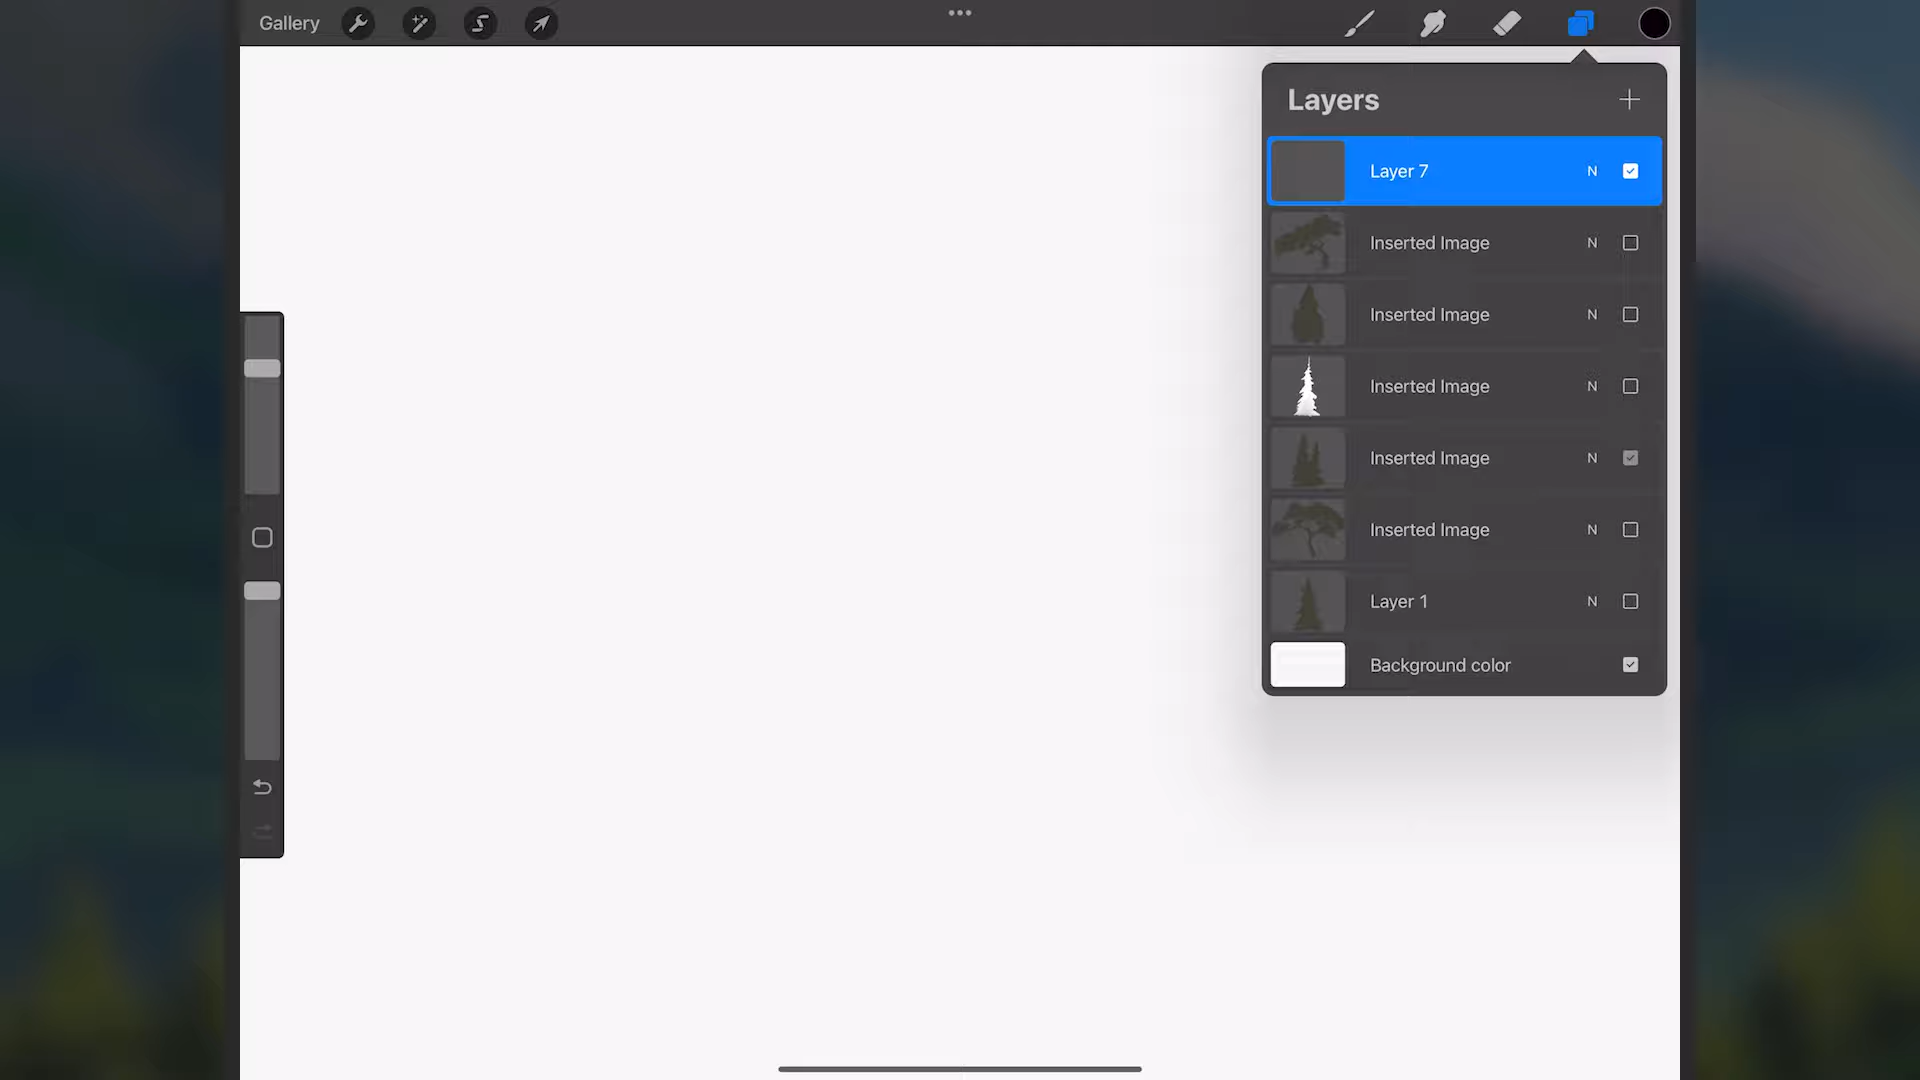 Gallery
Layers
Layer 7 N
Inserted Image N
Inserted Image N
Inserted Image N
Inserted Image N
Inserted Image N
Layer 1 N
Background color